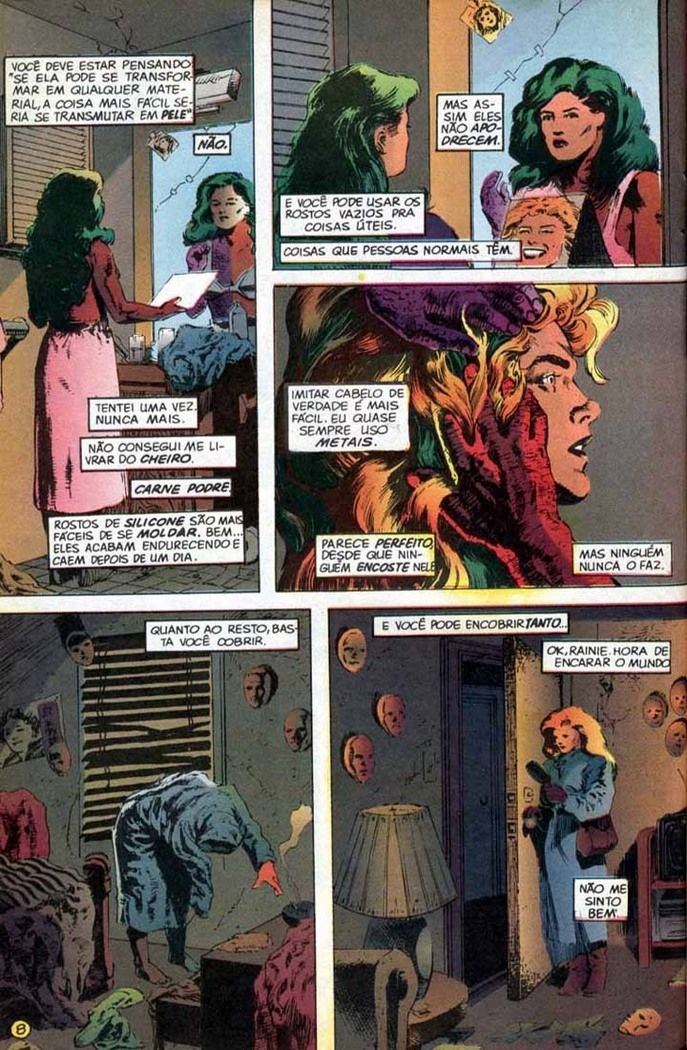 VOCÊ DEVE ESTAR PENSANDO:
"SE ELA PODE SE TRANSFOR-
MAR EM QUALQUER MATE-
RIAL, A COISA MAIS FÁCIL SE-
RIA SE TRANSMUTAR EM PELE"
NÃO.
TENTEI UMA VEZ.
NUNCA MAIS.
NÃO CONSEGUI ME LI-
VRAR DO CHEIRO.
CARNE PODRE.
ROSTOS DE SILICONE SÃO MAIS
FÁCEIS DE SE MOLDAR. BEM...
ELES ACABAM ENDURECENDO E
CAEM DEPOIS DE UM DIA.
MAS AS-
SIM ELES
NÃO APO-
DRECEM.
E VOCÊ PODE USAR OS
ROSTOS VAZIOS PRA
COISAS ÚTEIS.
COISAS QUE PESSOAS NORMAIS TÊM.
IMITAR CABELO DE
VERDADE É MAIS
FÁCIL. EU QUASE
SEMPRE USO
METAIS.
PARECE PERFEITO,
DESDE QUE NIN-
GUÉM ENCOSTE NELE
MAS NINGUÉM
NUNCA O FAZ.
QUANTO AO RESTO, BAS-
TA VOCÊ COBRIR.
E VOCÊ PODE ENCOBRIR TANTO...
OK, RAINIE. HORA DE
ENCARAR O MUNDO
NÃO ME
SINTO
BEM.
8